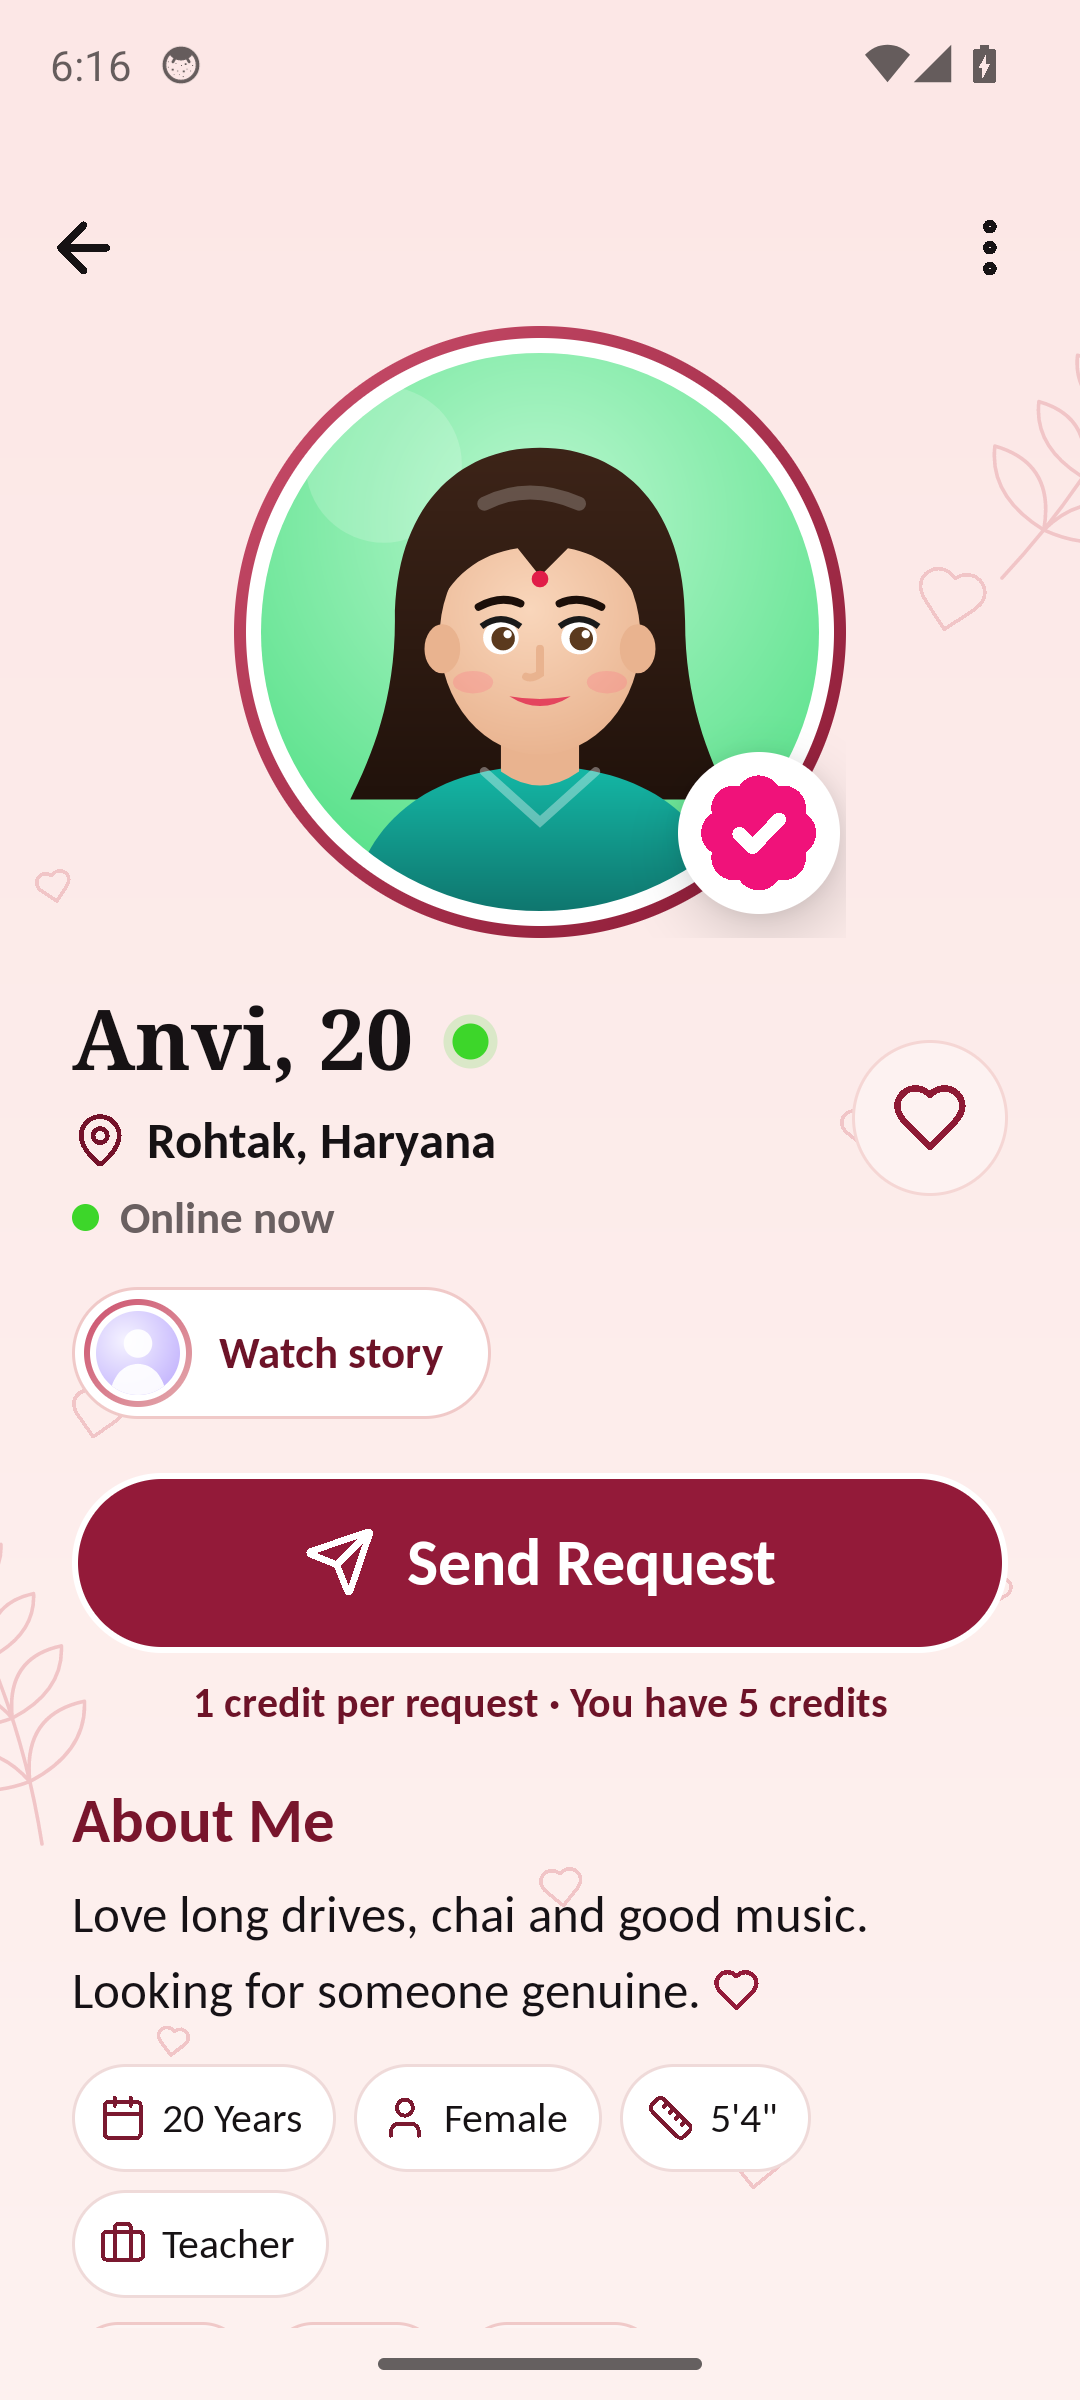 6:16
Anvi, 20
Rohtak, Haryana
Online now
Watch story
Send Request
1 credit per request · You have 5 credits
About Me
Love long drives, chai and good music.
Looking for someone genuine.
20 Years
Female
5'4"
Teacher